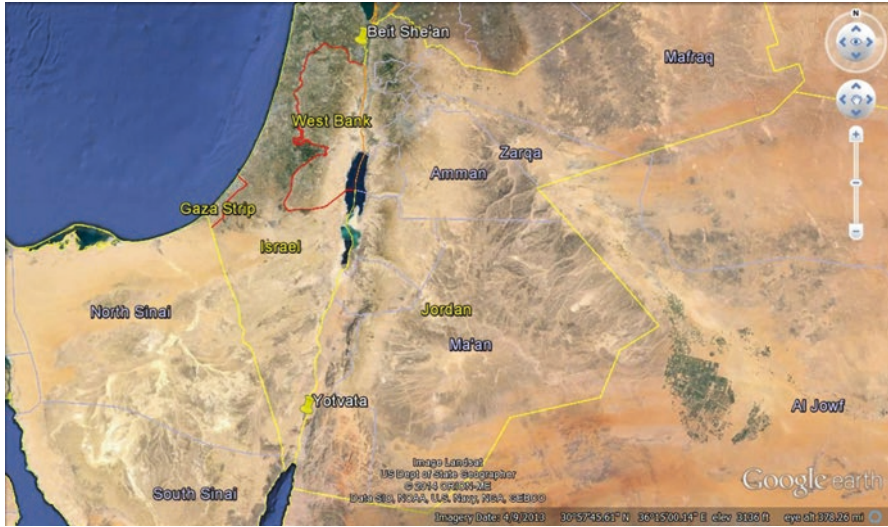 N
Beit She'an
Mafraq
West Bank
Zarqa
Amman
Gaza Strip
Israel
North Sinai
Jordan
Ma'an
Yotvata
Al Jowf
Image Landsat
US Dept of State Geographer
© 2014 ORION-ME
Data SIO, NOAA, U.S. Navy, NGA, GEBCO
South Sinai
Google earth
Imagery Date: 4/9/2013 30°57'45.61" N 36°15'00.14" E elev 3136 ft eye alt 378.26 mi